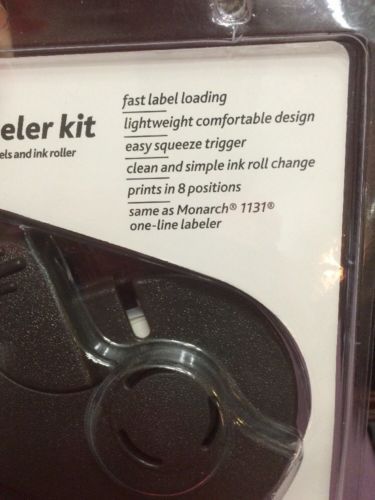 fast label loading
lightweight comfortable design
eler kit
easy squeeze trigger
els and ink roller
clean and simple ink roll change
prints in 8 positions
same as Monarch® 1131®
one-line labeler